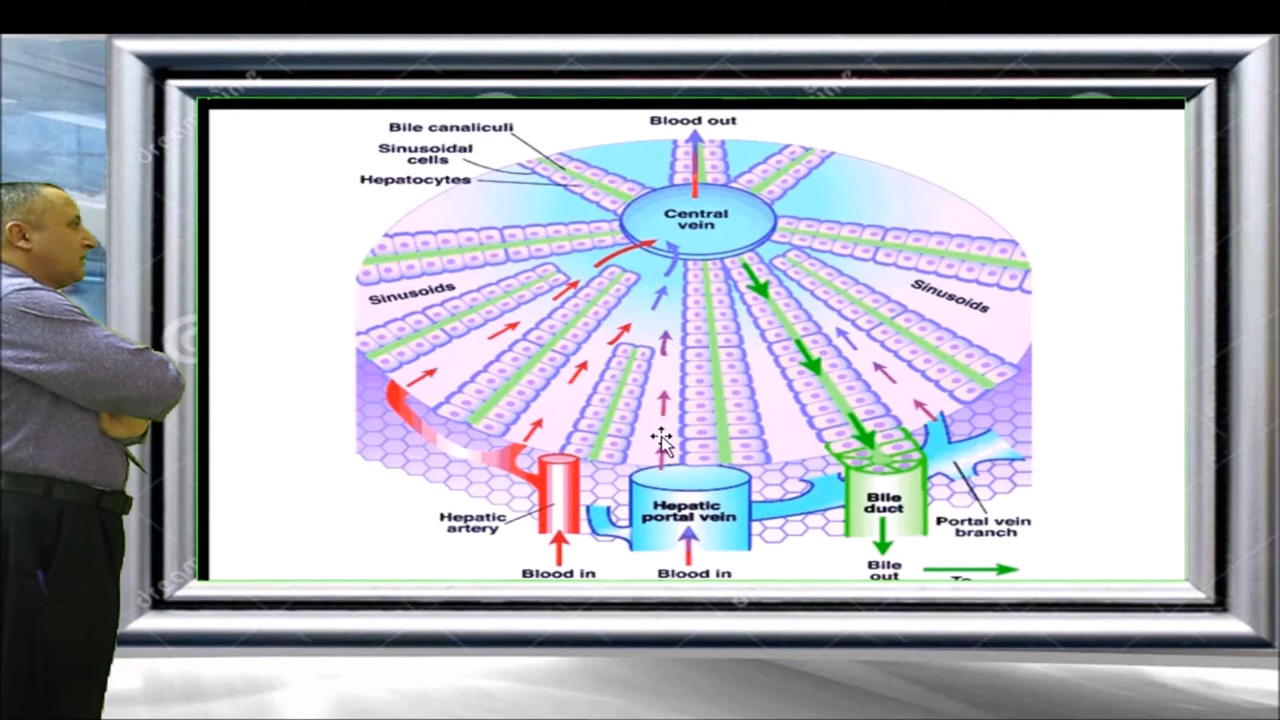 Blood out
Bile canaliculi
Sinusoidal
cells
Hepatocytes
Central
vein
Sinusoids
Sinusoids
Hepatic
artery
Hepatic
portal vein
Bile
duct
Portal vein
branch
Blood in
Blood in
Bile
out
To